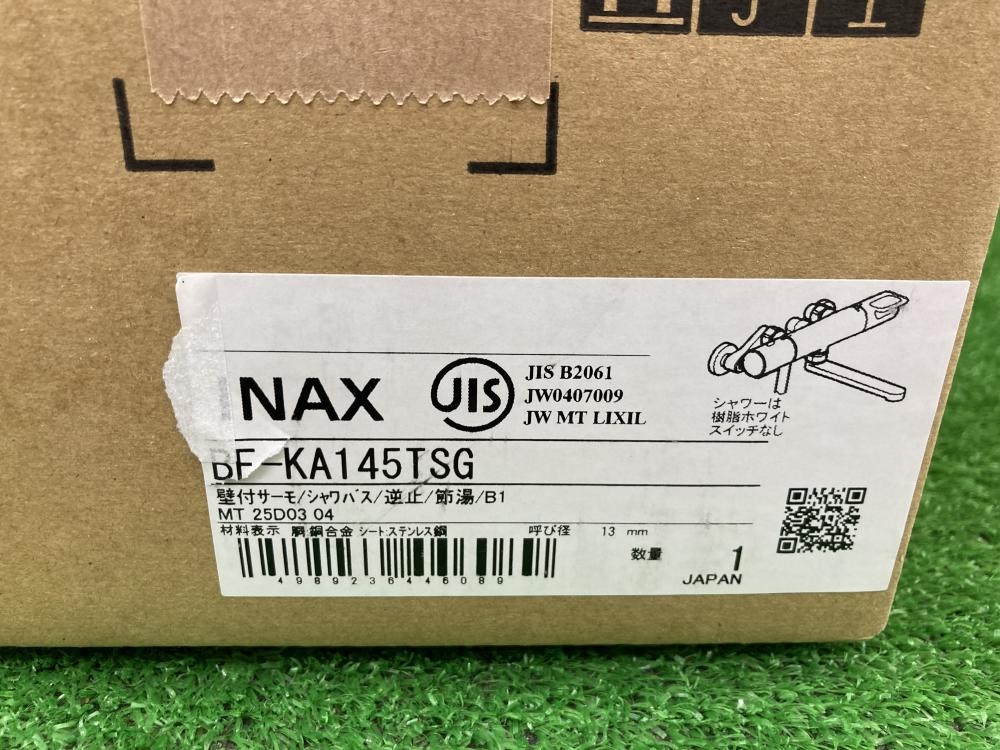 NAX
JIS
JIS B2061
JW0407009
JW MT LIXIL
シャワーは
樹脂ホワイト
スイッチなし
BF-KA145TSG
壁付サーモ/シャワバス/逆止/節湯/B1
MT 25D03 04
材料表示 胴:銅合金 シート:ステンレス鋼 呼び径 13 mm
数量 1
4989236446089
JAPAN